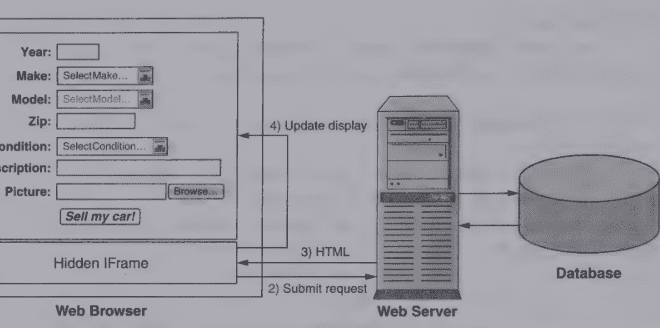 Year:
Make: SelectMake...
Model: SelectModel...
Zip:
4) Update display
ondition: SelectCondition...
scription:
Picture: Browse...
Sell my car!
3) HTML
Hidden IFrame
2) Submit request
Database
Web Browser
Web Server